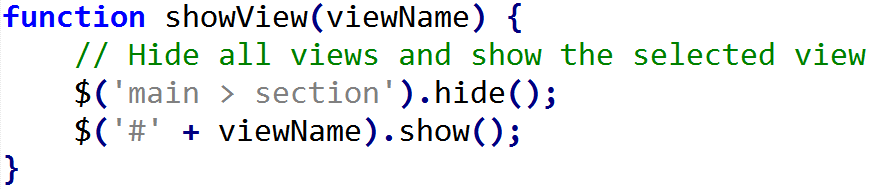 function showView(viewName) {
    // Hide all views and show the selected view
    $('main > section').hide();
    $('#' + viewName).show();
}